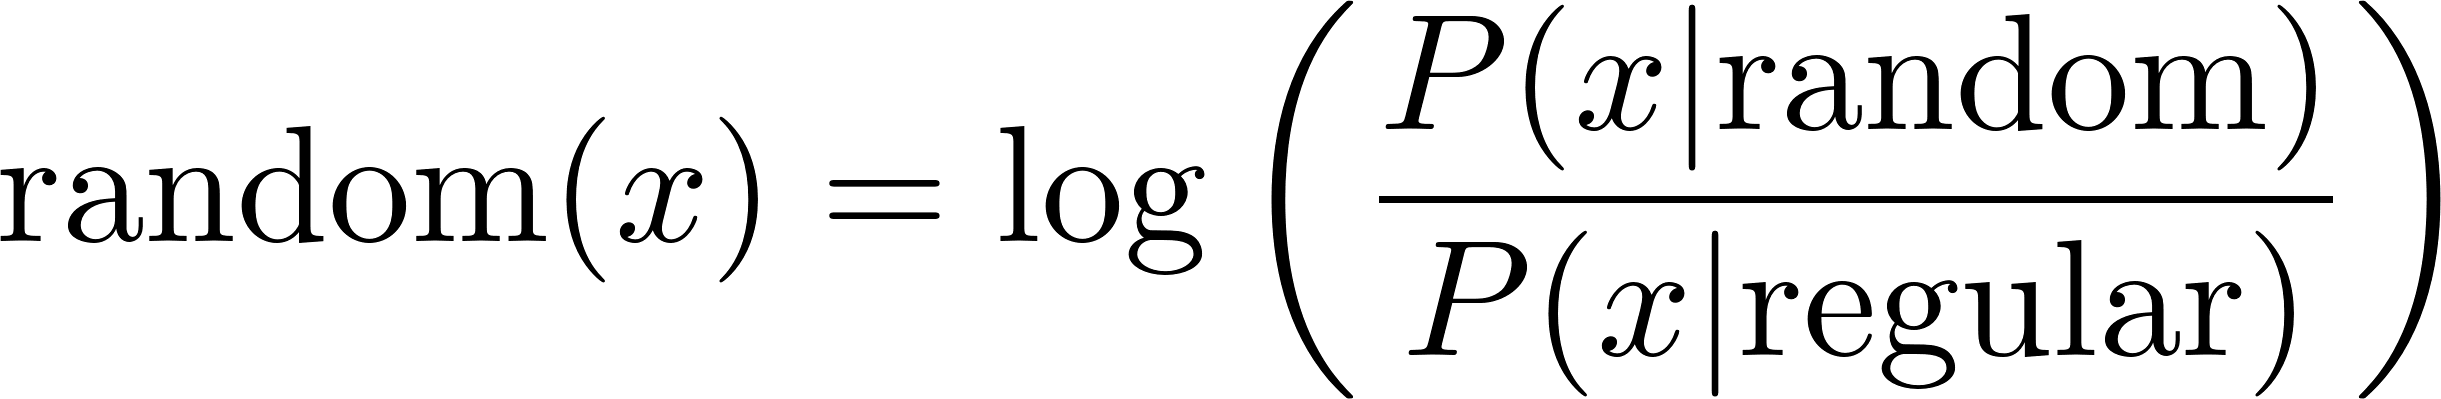 random(x) = log ( P(x|random) / P(x|regular) )